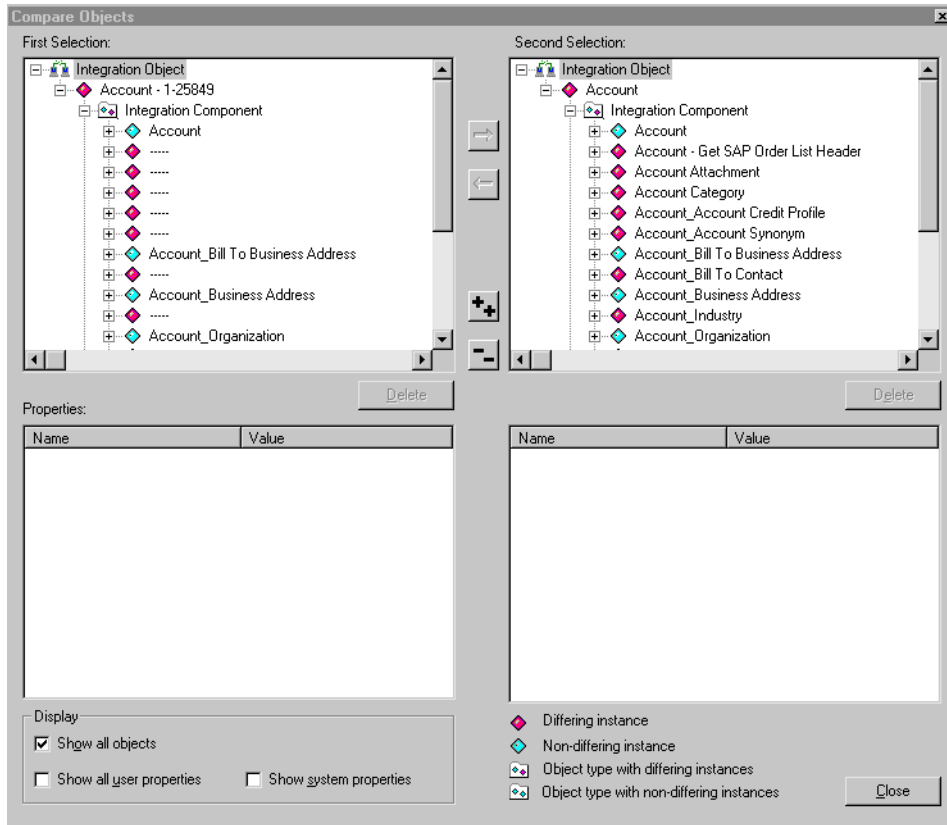 Compare Objects
First Selection:
Integration Object
Account - 1-25849
Integration Component
Account
-----
-----
-----
-----
-----
Account_Bill To Business Address
-----
Account_Business Address
-----
Account_Organization
Delete
Second Selection:
Integration Object
Account
Integration Component
Account
Account - Get SAP Order List Header
Account Attachment
Account Category
Account_Account Credit Profile
Account_Account Synonym
Account_Bill To Business Address
Account_Bill To Contact
Account_Business Address
Account_Industry
Account_Organization
Delete
Properties:
Name Value
Name Value
Display
Show all objects
Show all user properties Show system properties
Differing instance
Non-differing instance
Object type with differing instances
Object type with non-differing instances
Close